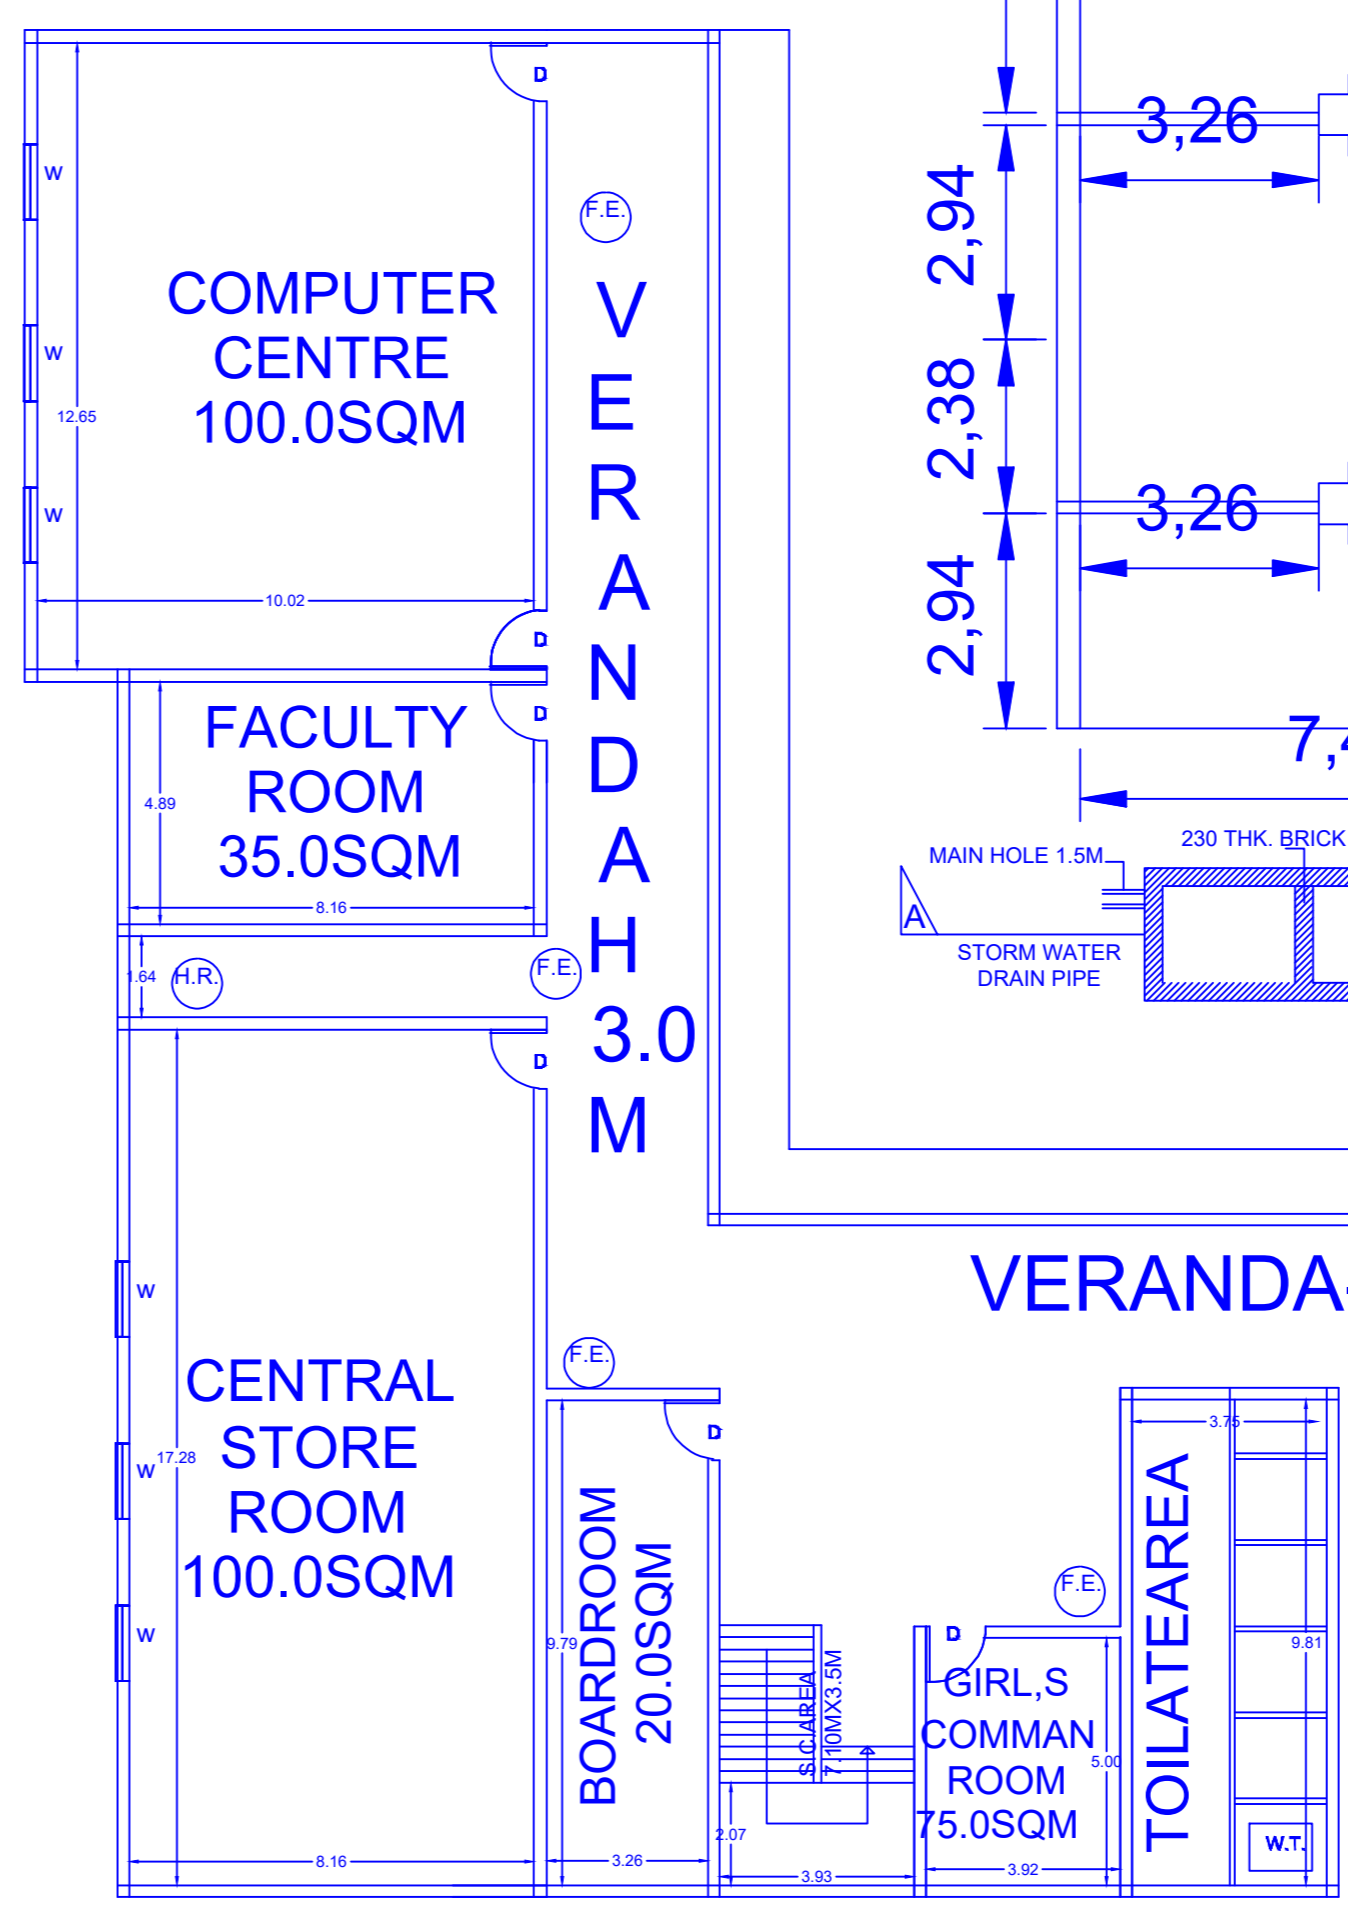 D
W
F.E.
COMPUTER
CENTRE
100.0SQM
W
12.65
W
10.02
D
D
FACULTY
ROOM
35.0SQM
4.89
8.16
1.64
H.R.
F.E.
V
E
R
A
N
D
A
H
3.0
M
D
W
CENTRAL
STORE
ROOM
100.0SQM
W
17.28
W
8.16
F.E.
D
BOARDROOM
20.0SQM
9.79
3.26
S.C.AREA
7.10MX3.5M
2.07
3.93
D
GIRL,S
COMMAN
ROOM
75.0SQM
5.00
3.92
F.E.
TOILATEAREA
3.75
9.81
W.T.
VERANDA
3,26
2,94
2,38
3,26
2,94
MAIN HOLE 1.5M
230 THK. BRICK
A
STORM WATER
DRAIN PIPE